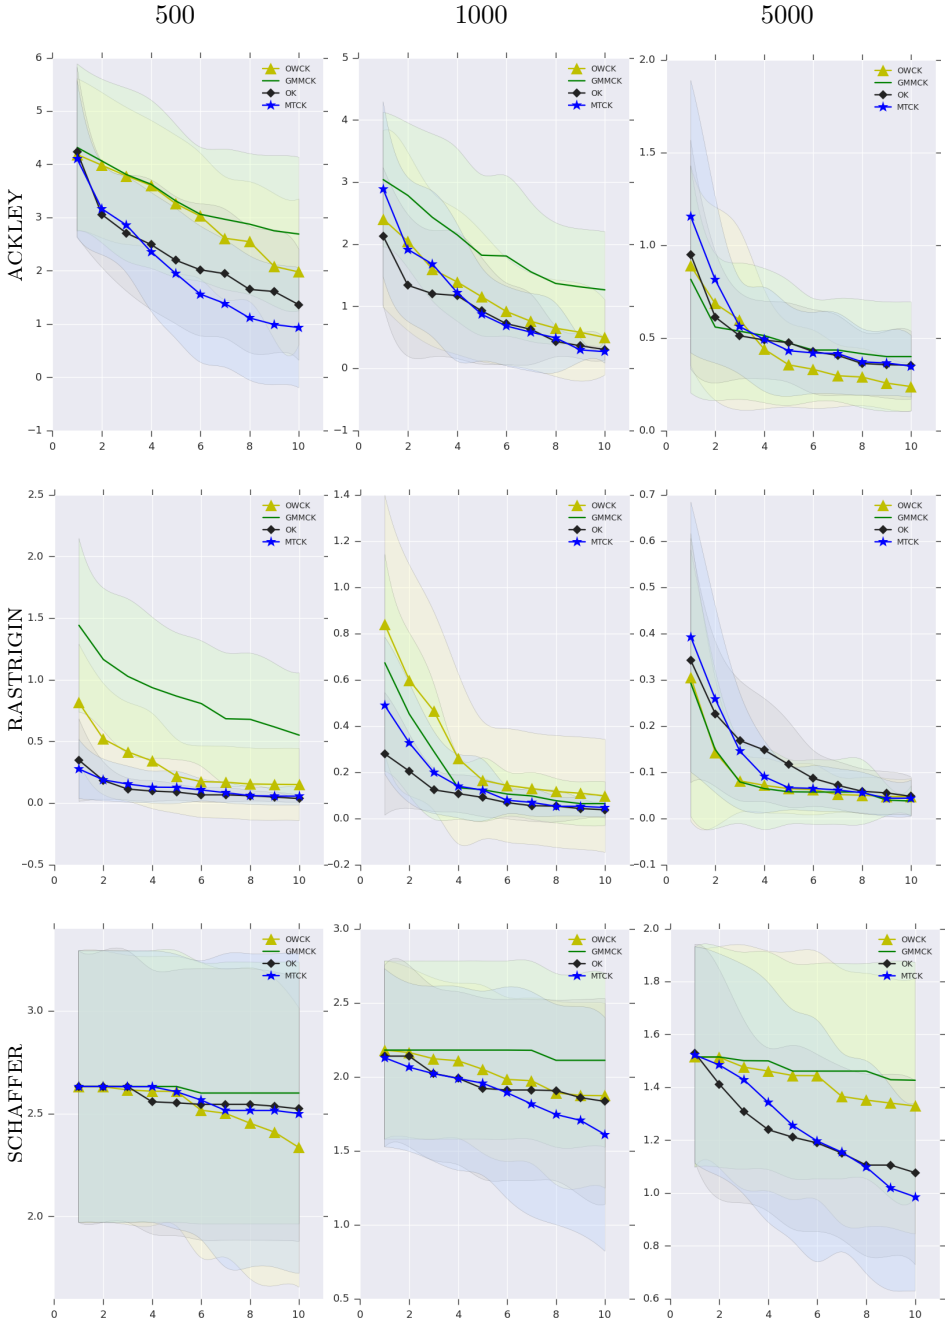 500 1000 5000
ACKLEY
6 5 4 3 2 1 0 −1
0 2 4 6 8 10
OWCK
GMMCK
OK
MTCK
5 4 3 2 1 0 −1
0 2 4 6 8 10
OWCK
GMMCK
OK
MTCK
2.0 1.5 1.0 0.5 0.0
0 2 4 6 8 10
OWCK
GMMCK
OK
MTCK
RASTRIGIN
2.5 2.0 1.5 1.0 0.5 0.0 −0.5
0 2 4 6 8 10
OWCK
GMMCK
OK
MTCK
1.4 1.2 1.0 0.8 0.6 0.4 0.2 0.0 −0.2
0 2 4 6 8 10
OWCK
GMMCK
OK
MTCK
0.7 0.6 0.5 0.4 0.3 0.2 0.1 0.0 −0.1
0 2 4 6 8 10
OWCK
GMMCK
OK
MTCK
SCHAFFER
3.0 2.5 2.0
0 2 4 6 8 10
OWCK
GMMCK
OK
MTCK
3.0 2.5 2.0 1.5 1.0 0.5
0 2 4 6 8 10
OWCK
GMMCK
OK
MTCK
2.0 1.8 1.6 1.4 1.2 1.0 0.8 0.6
0 2 4 6 8 10
OWCK
GMMCK
OK
MTCK